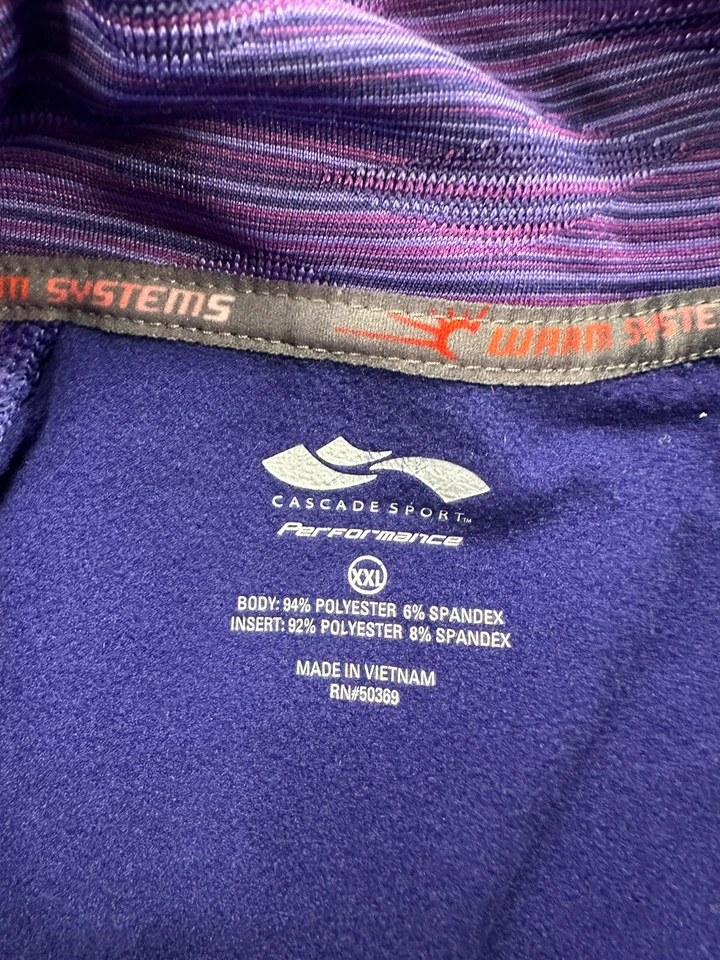 m SYSTEMS WARM SYSTE
CASCADE SPORT™
Performance
XXL
BODY: 94% POLYESTER 6% SPANDEX
INSERT: 92% POLYESTER 8% SPANDEX
MADE IN VIETNAM
RN#50369